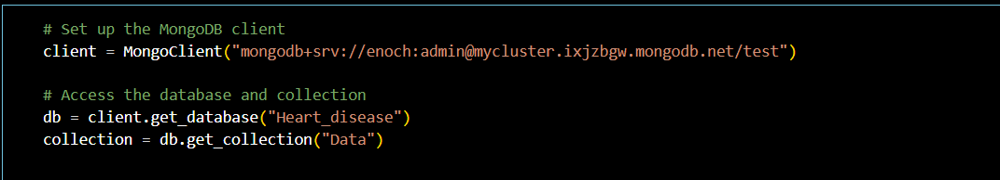 # Set up the MongoDB client
client = MongoClient("mongodb+srv://enoch:admin@mycluster.ixjzbgw.mongodb.net/test")
# Access the database and collection
db = client.get_database("Heart_disease")
collection = db.get_collection("Data")